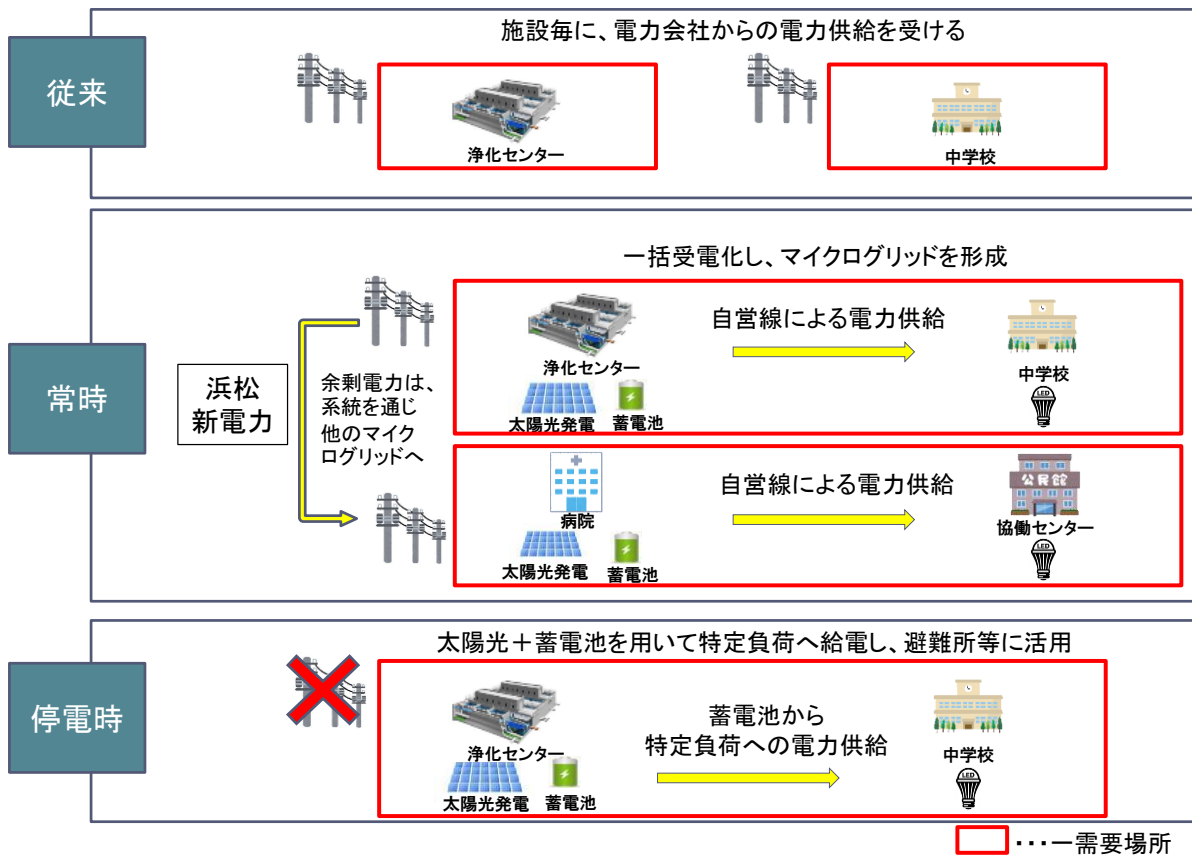 従来
施設毎に、電力会社からの電力供給を受ける
浄化センター
中学校
常時
一括受電化し、マイクログリッドを形成
浜松
新電力
余剰電力は、
系統を通じ
他のマイク
ログリッドへ
浄化センター
太陽光発電
蓄電池
自営線による電力供給
中学校
LED
病院
太陽光発電
蓄電池
自営線による電力供給
公民館
協働センター
LED
停電時
太陽光＋蓄電池を用いて特定負荷へ給電し、避難所等に活用
浄化センター
太陽光発電
蓄電池
蓄電池から
特定負荷への電力供給
中学校
LED
・・・一需要場所